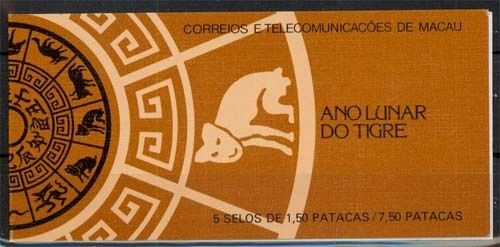 CORREIOS E TELECOMUNICAÇÕES DE MACAU
ANO LUNAR
DO TIGRE
5 SELOS DE 1,50 PATACAS / 7,50 PATACAS